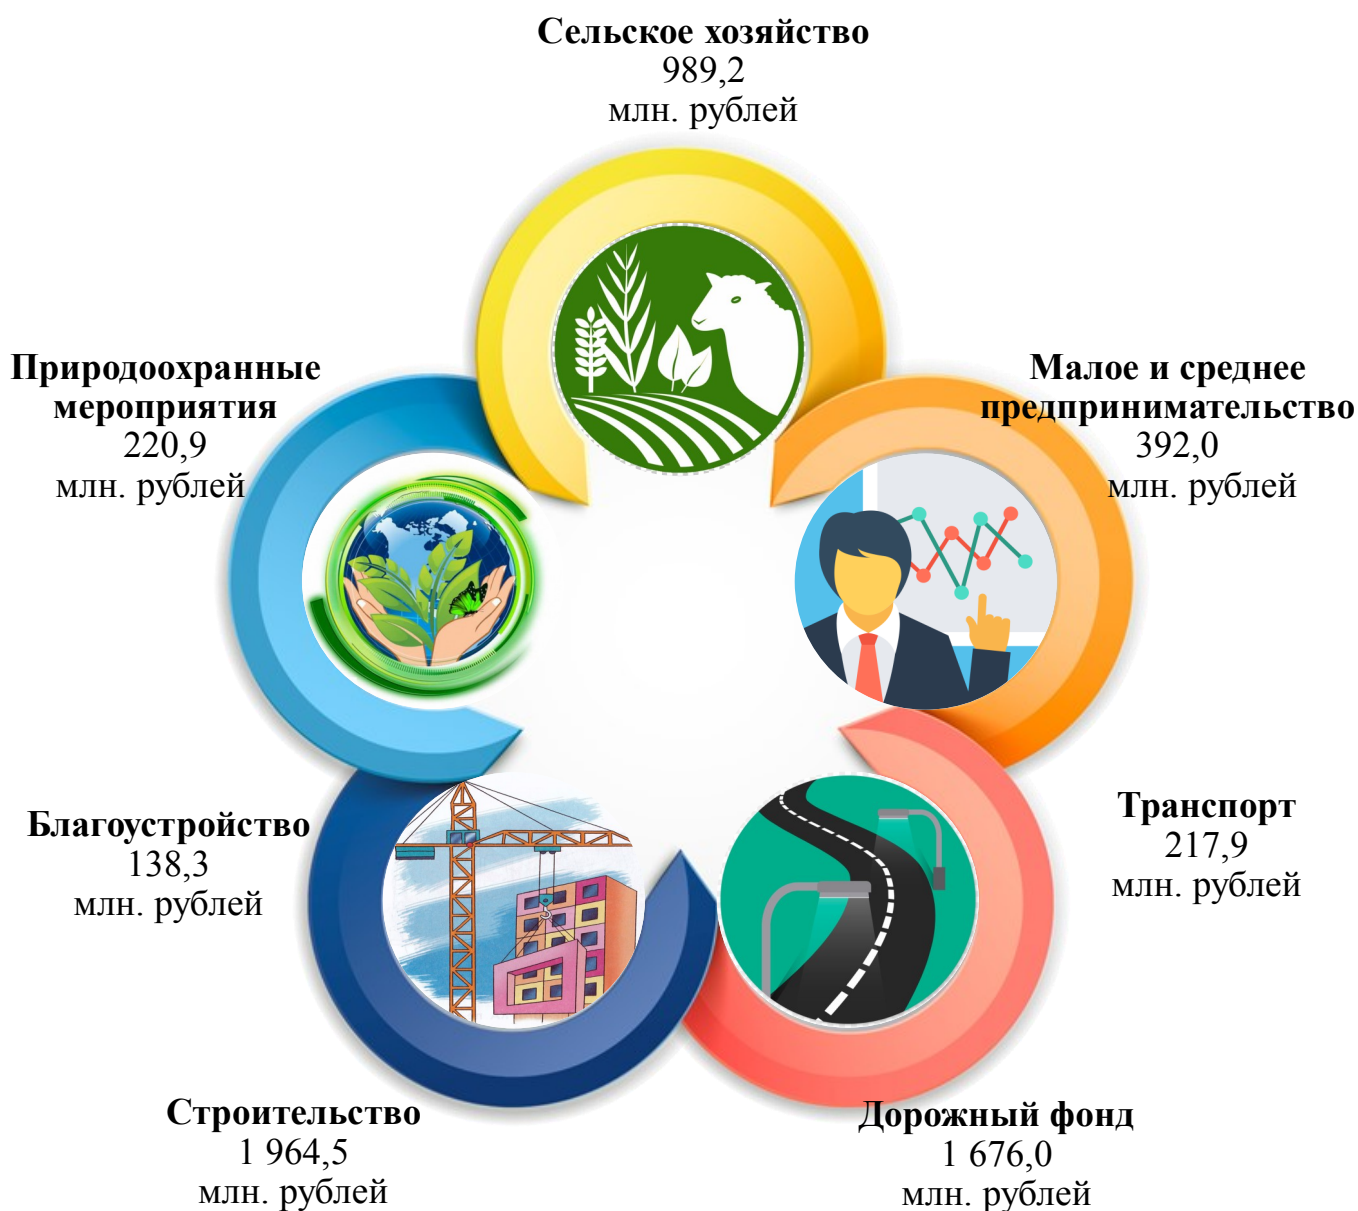 Сельское хозяйство
989,2
млн. рублей
Природоохранные
мероприятия
220,9
млн. рублей
Малое и среднее
предпринимательство
392,0
млн. рублей
Благоустройство
138,3
млн. рублей
Транспорт
217,9
млн. рублей
Строительство
1 964,5
млн. рублей
Дорожный фонд
1 676,0
млн. рублей